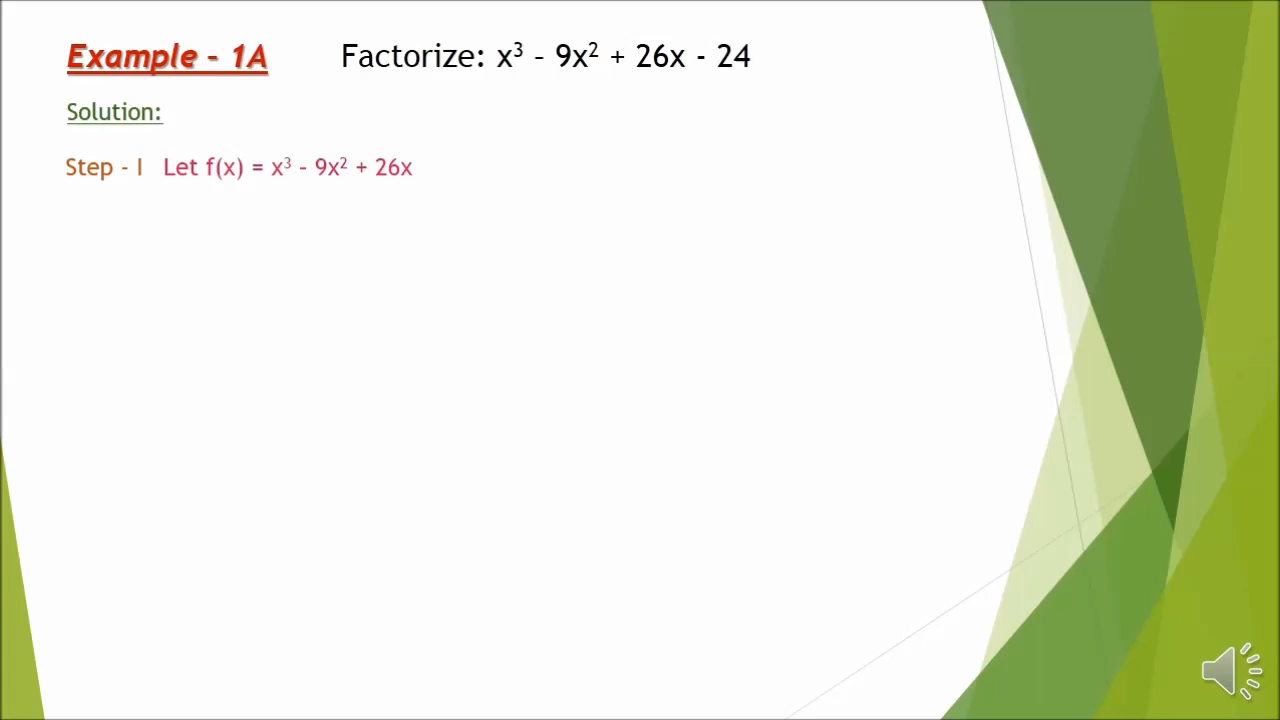 Example – 1A Factorize: x³ – 9x² + 26x - 24
Solution:
Step - I Let f(x) = x³ – 9x² + 26x